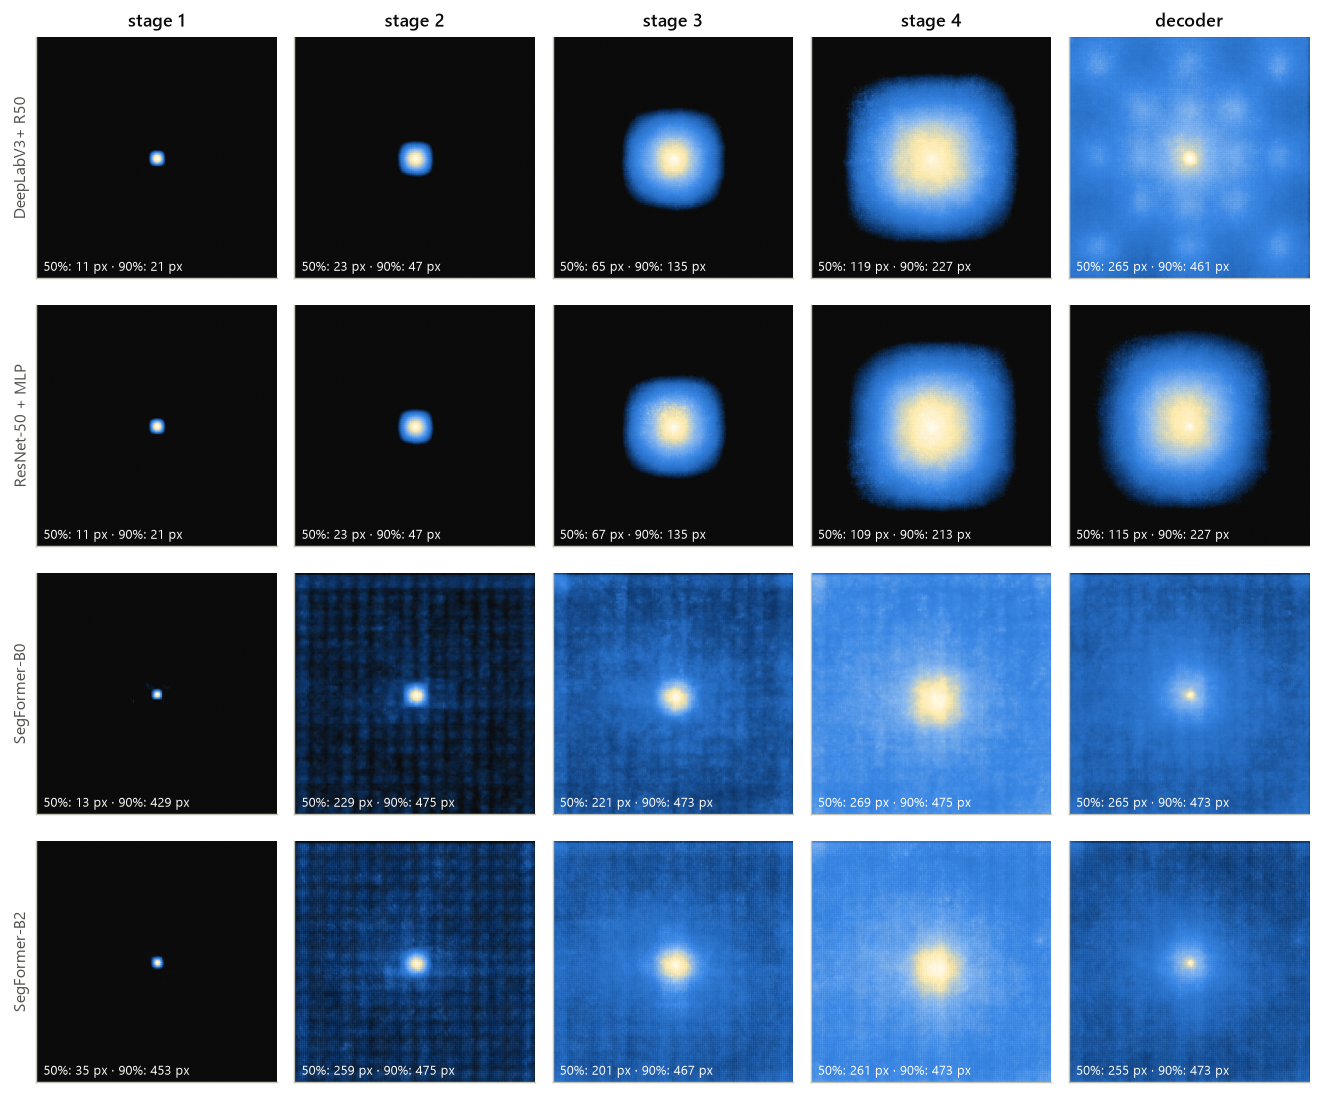 stage 1 stage 2 stage 3 stage 4 decoder
DeepLabV3+ R50
50%: 11 px · 90%: 21 px
50%: 23 px · 90%: 47 px
50%: 65 px · 90%: 135 px
50%: 119 px · 90%: 227 px
50%: 265 px · 90%: 461 px
ResNet-50 + MLP
50%: 11 px · 90%: 21 px
50%: 23 px · 90%: 47 px
50%: 67 px · 90%: 135 px
50%: 109 px · 90%: 213 px
50%: 115 px · 90%: 227 px
SegFormer-B0
50%: 13 px · 90%: 429 px
50%: 229 px · 90%: 475 px
50%: 221 px · 90%: 473 px
50%: 269 px · 90%: 475 px
50%: 265 px · 90%: 473 px
SegFormer-B2
50%: 35 px · 90%: 453 px
50%: 259 px · 90%: 475 px
50%: 201 px · 90%: 467 px
50%: 261 px · 90%: 473 px
50%: 255 px · 90%: 473 px